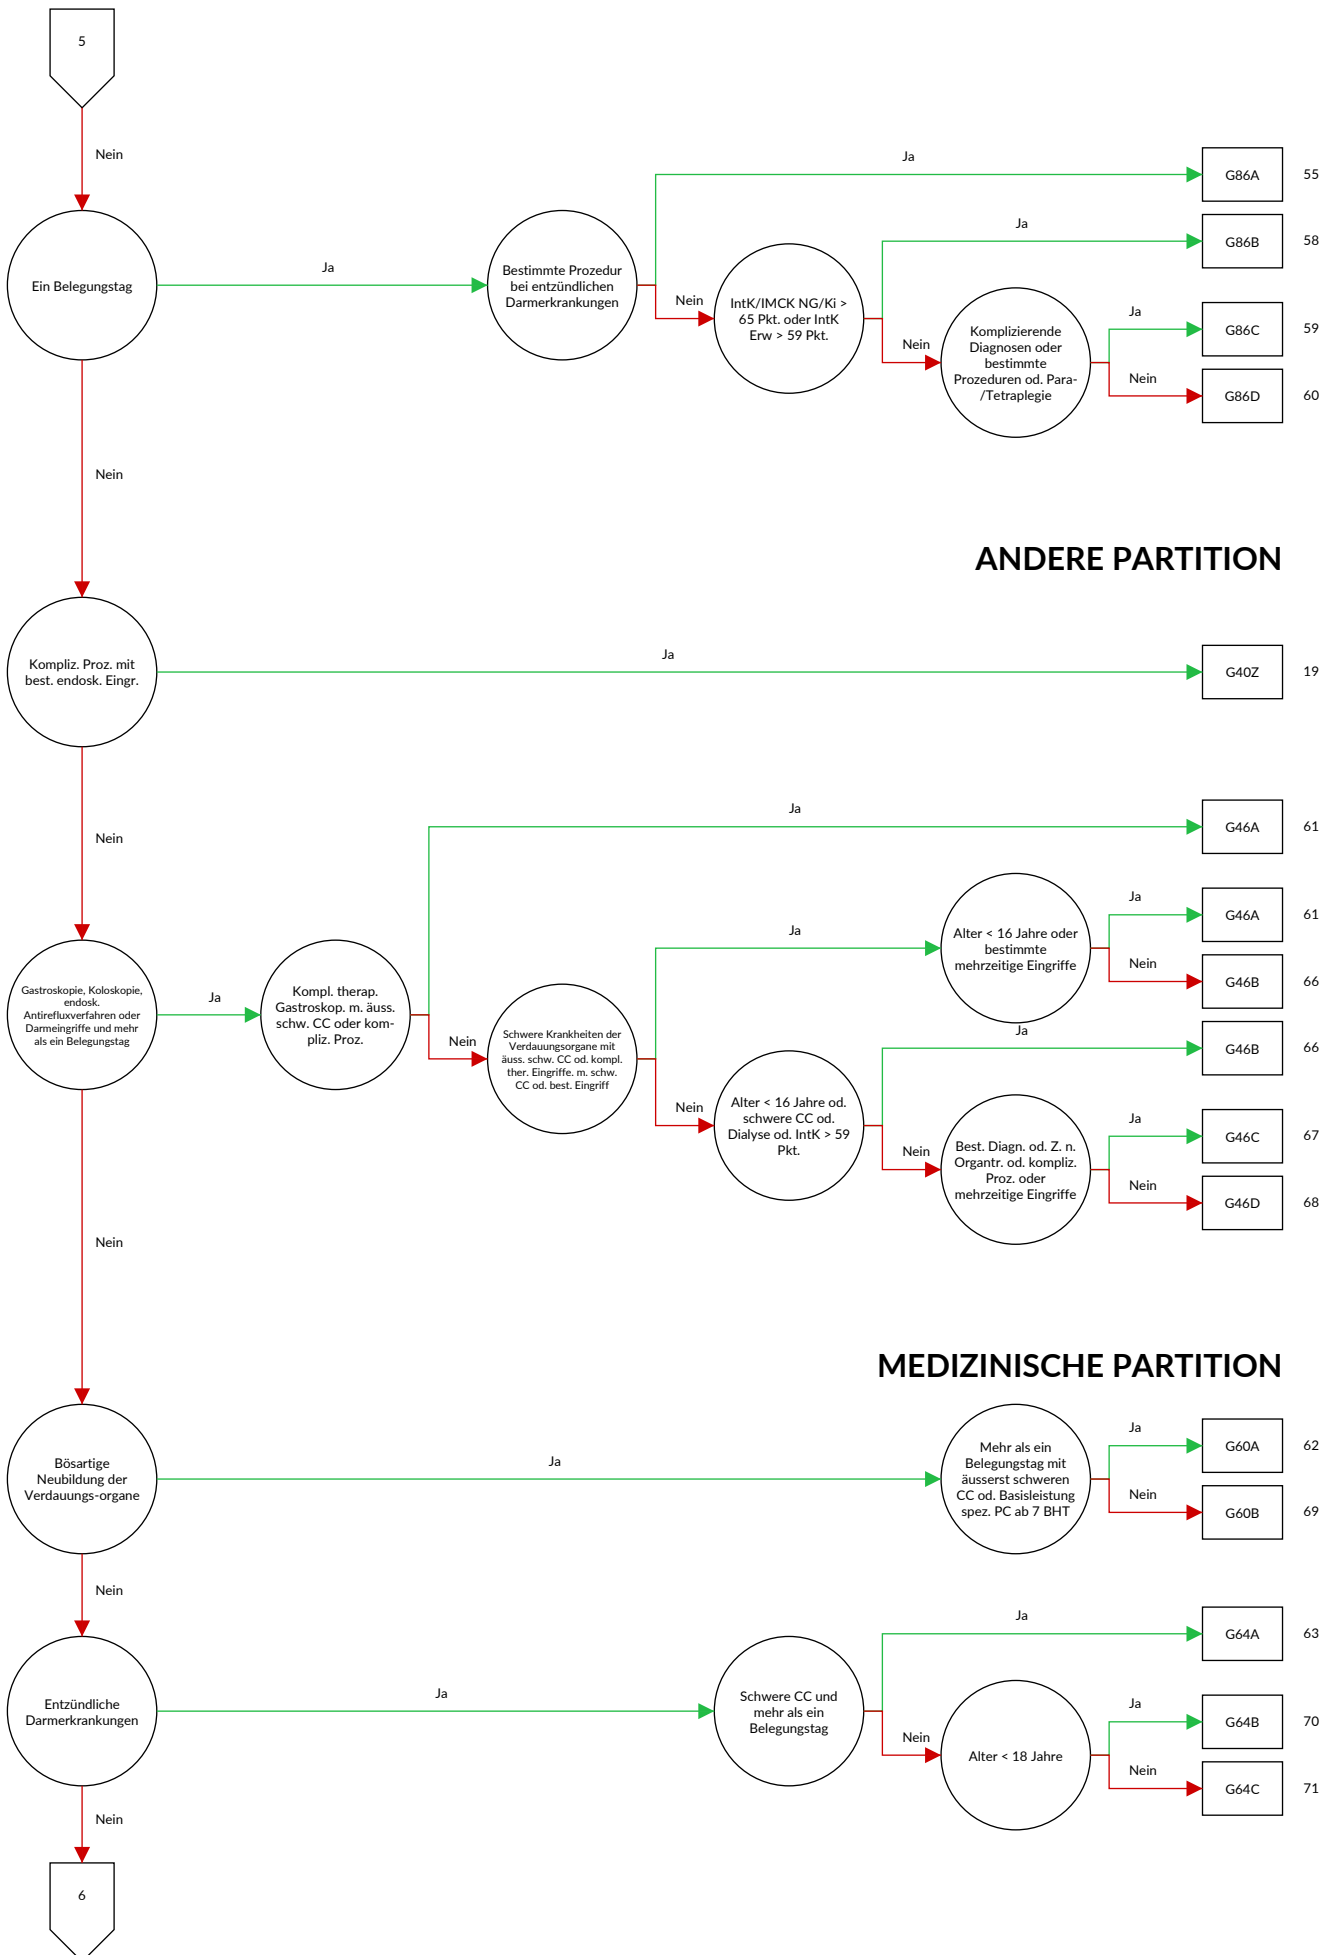 5
Nein
Ein Belegungstag
Ja
Bestimmte Prozedur
bei entzündlichen
Darmerkrankungen
Ja
G86A
55
Nein
IntK/IMCK NG/Ki >
65 Pkt. oder IntK
Erw > 59 Pkt.
Ja
G86B
58
Nein
Komplizierende
Diagnosen oder
bestimmte
Prozeduren od. Para-
/Tetraplegie
Ja
G86C
59
Nein
G86D
60
Nein
ANDERE PARTITION
Kompliz. Proz. mit
best. endosk. Eingr.
Ja
G40Z
19
Nein
Gastroskopie, Koloskopie,
endosk.
Antirefluxverfahren oder
Darmeingriffe und mehr
als ein Belegungstag
Ja
Kompl. therap.
Gastroskop. m. äuss.
schw. CC oder kom-
pliz. Proz.
Ja
G46A
61
Nein
Schwere Krankheiten der
Verdauungsorgane mit
äuss. schw. CC od. kompl.
ther. Eingriffe. m. schw.
CC od. best. Eingriff
Ja
Alter < 16 Jahre oder
bestimmte
mehrzeitige Eingriffe
Ja
G46A
61
Nein
G46B
66
Nein
Alter < 16 Jahre od.
schwere CC od.
Dialyse od. IntK > 59
Pkt.
Ja
G46B
66
Nein
Best. Diagn. od. Z. n.
Organtr. od. kompliz.
Proz. oder
mehrzeitige Eingriffe
Ja
G46C
67
Nein
G46D
68
Nein
MEDIZINISCHE PARTITION
Bösartige
Neubildung der
Verdauungs-organe
Ja
Mehr als ein
Belegungstag mit
äusserst schweren
CC od. Basisleistung
spez. PC ab 7 BHT
Ja
G60A
62
Nein
G60B
69
Nein
Entzündliche
Darmerkrankungen
Ja
Schwere CC und
mehr als ein
Belegungstag
Ja
G64A
63
Nein
Alter < 18 Jahre
Ja
G64B
70
Nein
G64C
71
Nein
6